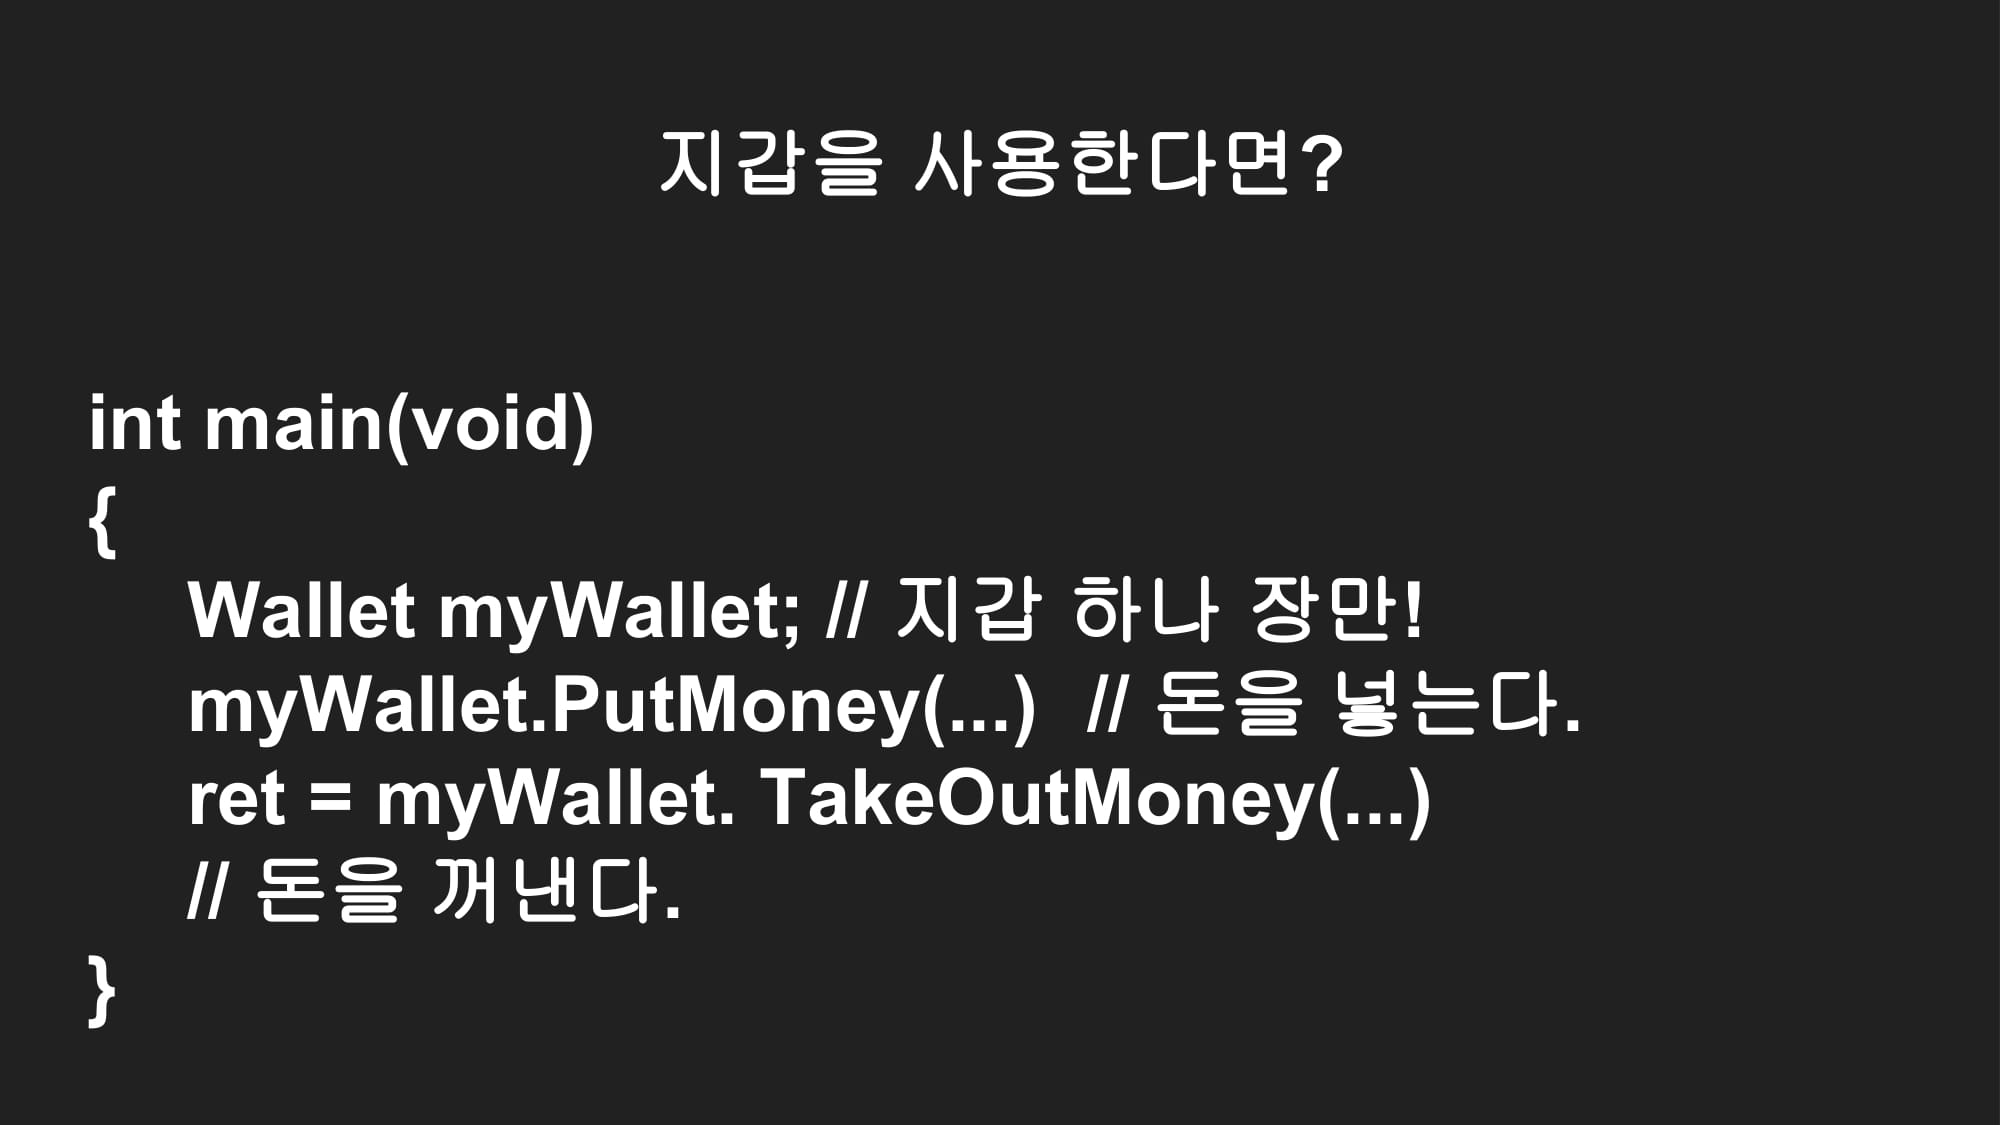 지갑을 사용한다면?
int main(void)
{
Wallet myWallet; // 지갑 하나 장만!
myWallet.PutMoney(...) // 돈을 넣는다.
ret = myWallet. TakeOutMoney(...)
// 돈을 꺼낸다.
}